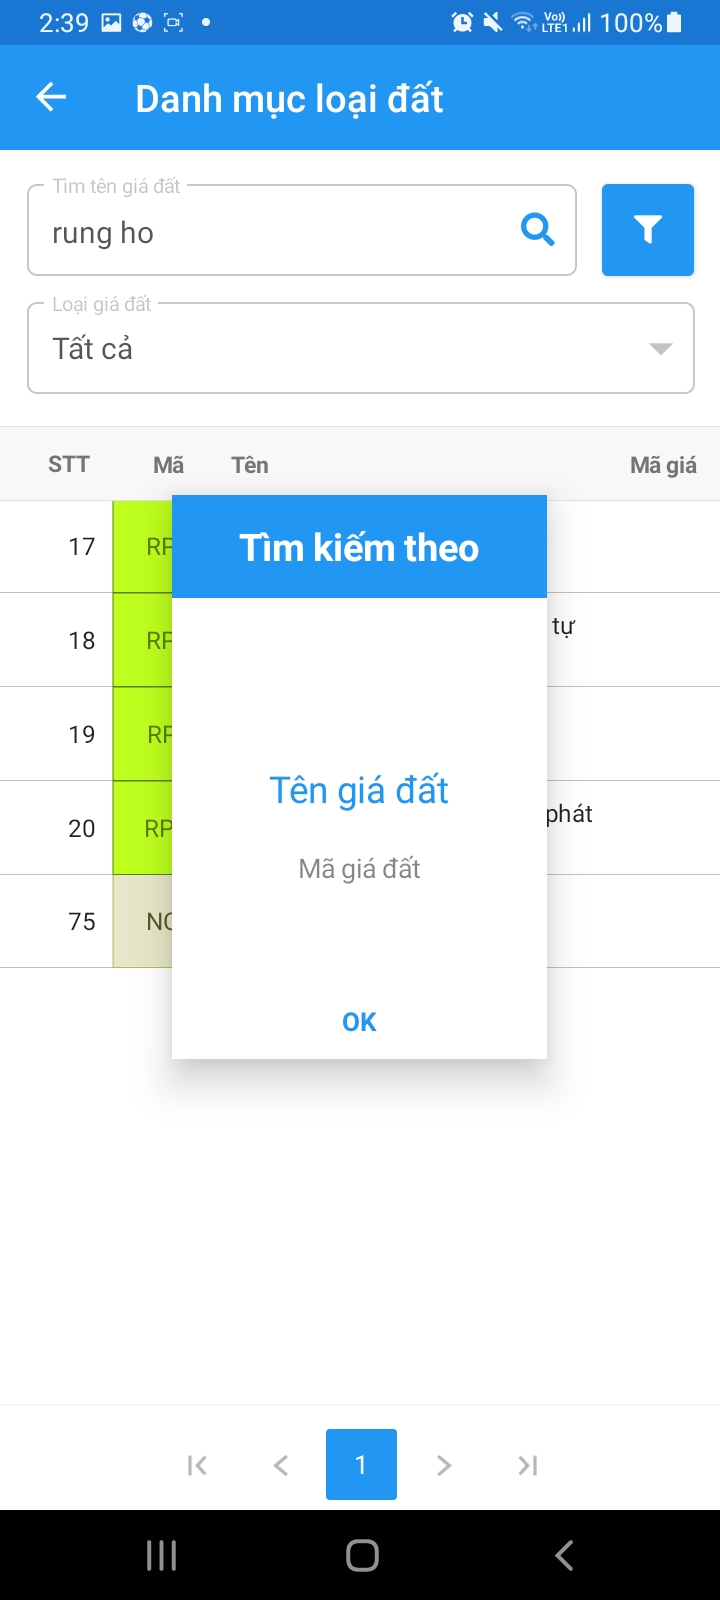 2:39 Vo)) LTE1 100%
Danh mục loại đất
Tìm tên giá đất
rung ho
Loại giá đất
Tất cả
STT Mã Tên Mã giá
Tìm kiếm theo
17 RP
18 RP tự
19 RP
Tên giá đất
20 RP phát
Mã giá đất
75
OK
1